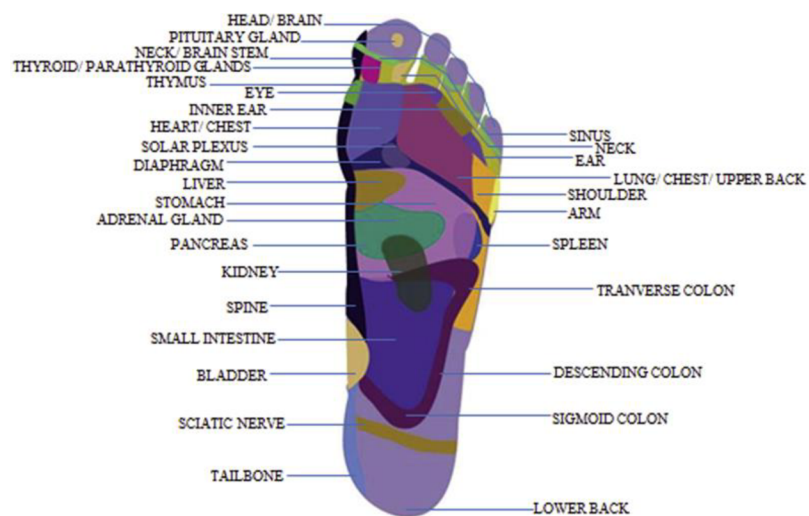 HEAD/ BRAIN
PITUITARY GLAND
NECK/ BRAIN STEM
THYROID/ PARATHYROID GLANDS
THYMUS
EYE
INNER EAR
HEART/ CHEST
SOLAR PLEXUS
DIAPHRAGM
LIVER
STOMACH
ADRENAL GLAND
PANCREAS
KIDNEY
SPINE
SMALL INTESTINE
BLADDER
SCIATIC NERVE
TAILBONE
SINUS
NECK
EAR
LUNG/ CHEST/ UPPER BACK
SHOULDER
ARM
SPLEEN
TRANVERSE COLON
DESCENDING COLON
SIGMOID COLON
LOWER BACK